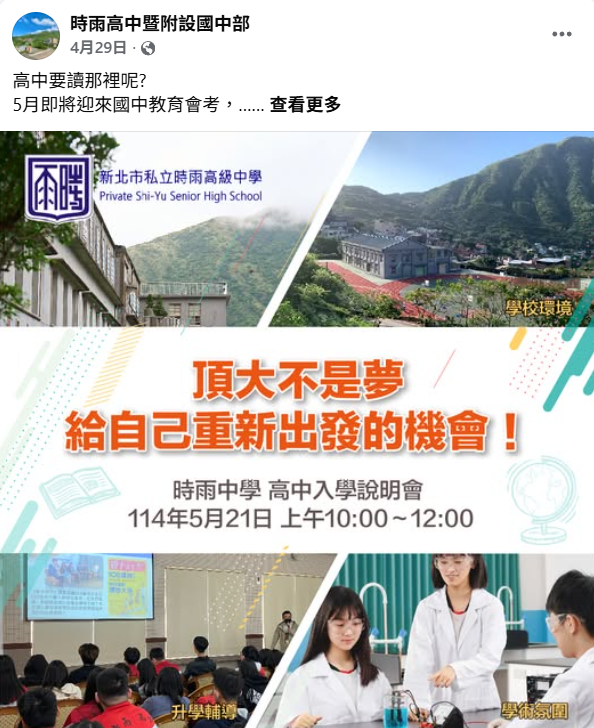 時雨高中暨附設國中部
4月29日 ·
高中要讀那裡呢?
5月即將迎來國中教育會考，...... 查看更多
時雨
新北市私立時雨高級中學
Private Shi-Yu Senior High School
學校環境
頂大不是夢
給自己重新出發的機會！
時雨中學 高中入學說明會
114年5月21日 上午10:00～12:00
升學輔導
學術氛圍